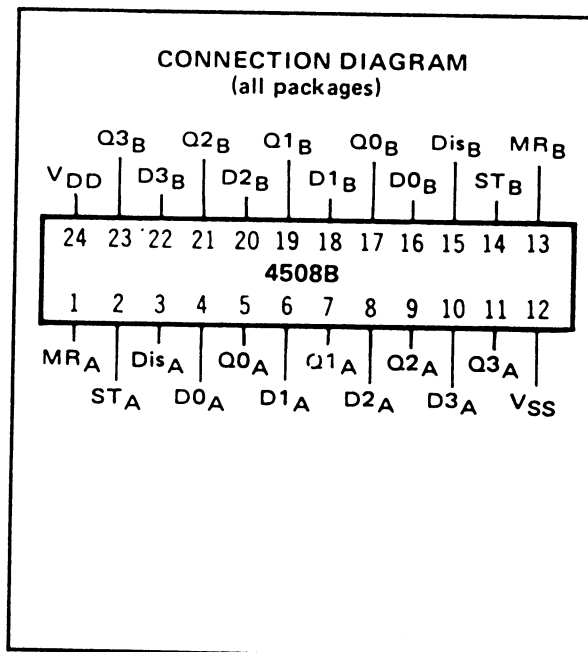 CONNECTION DIAGRAM
(all packages)
Q3B Q2B Q1B Q0B DisB MRB
VDD D3B D2B D1B D0B STB
24 23 22 21 20 19 18 17 16 15 14 13
4508B
1 2 3 4 5 6 7 8 9 10 11 12
MRA DisA Q0A Q1A Q2A Q3A
STA D0A D1A D2A D3A VSS